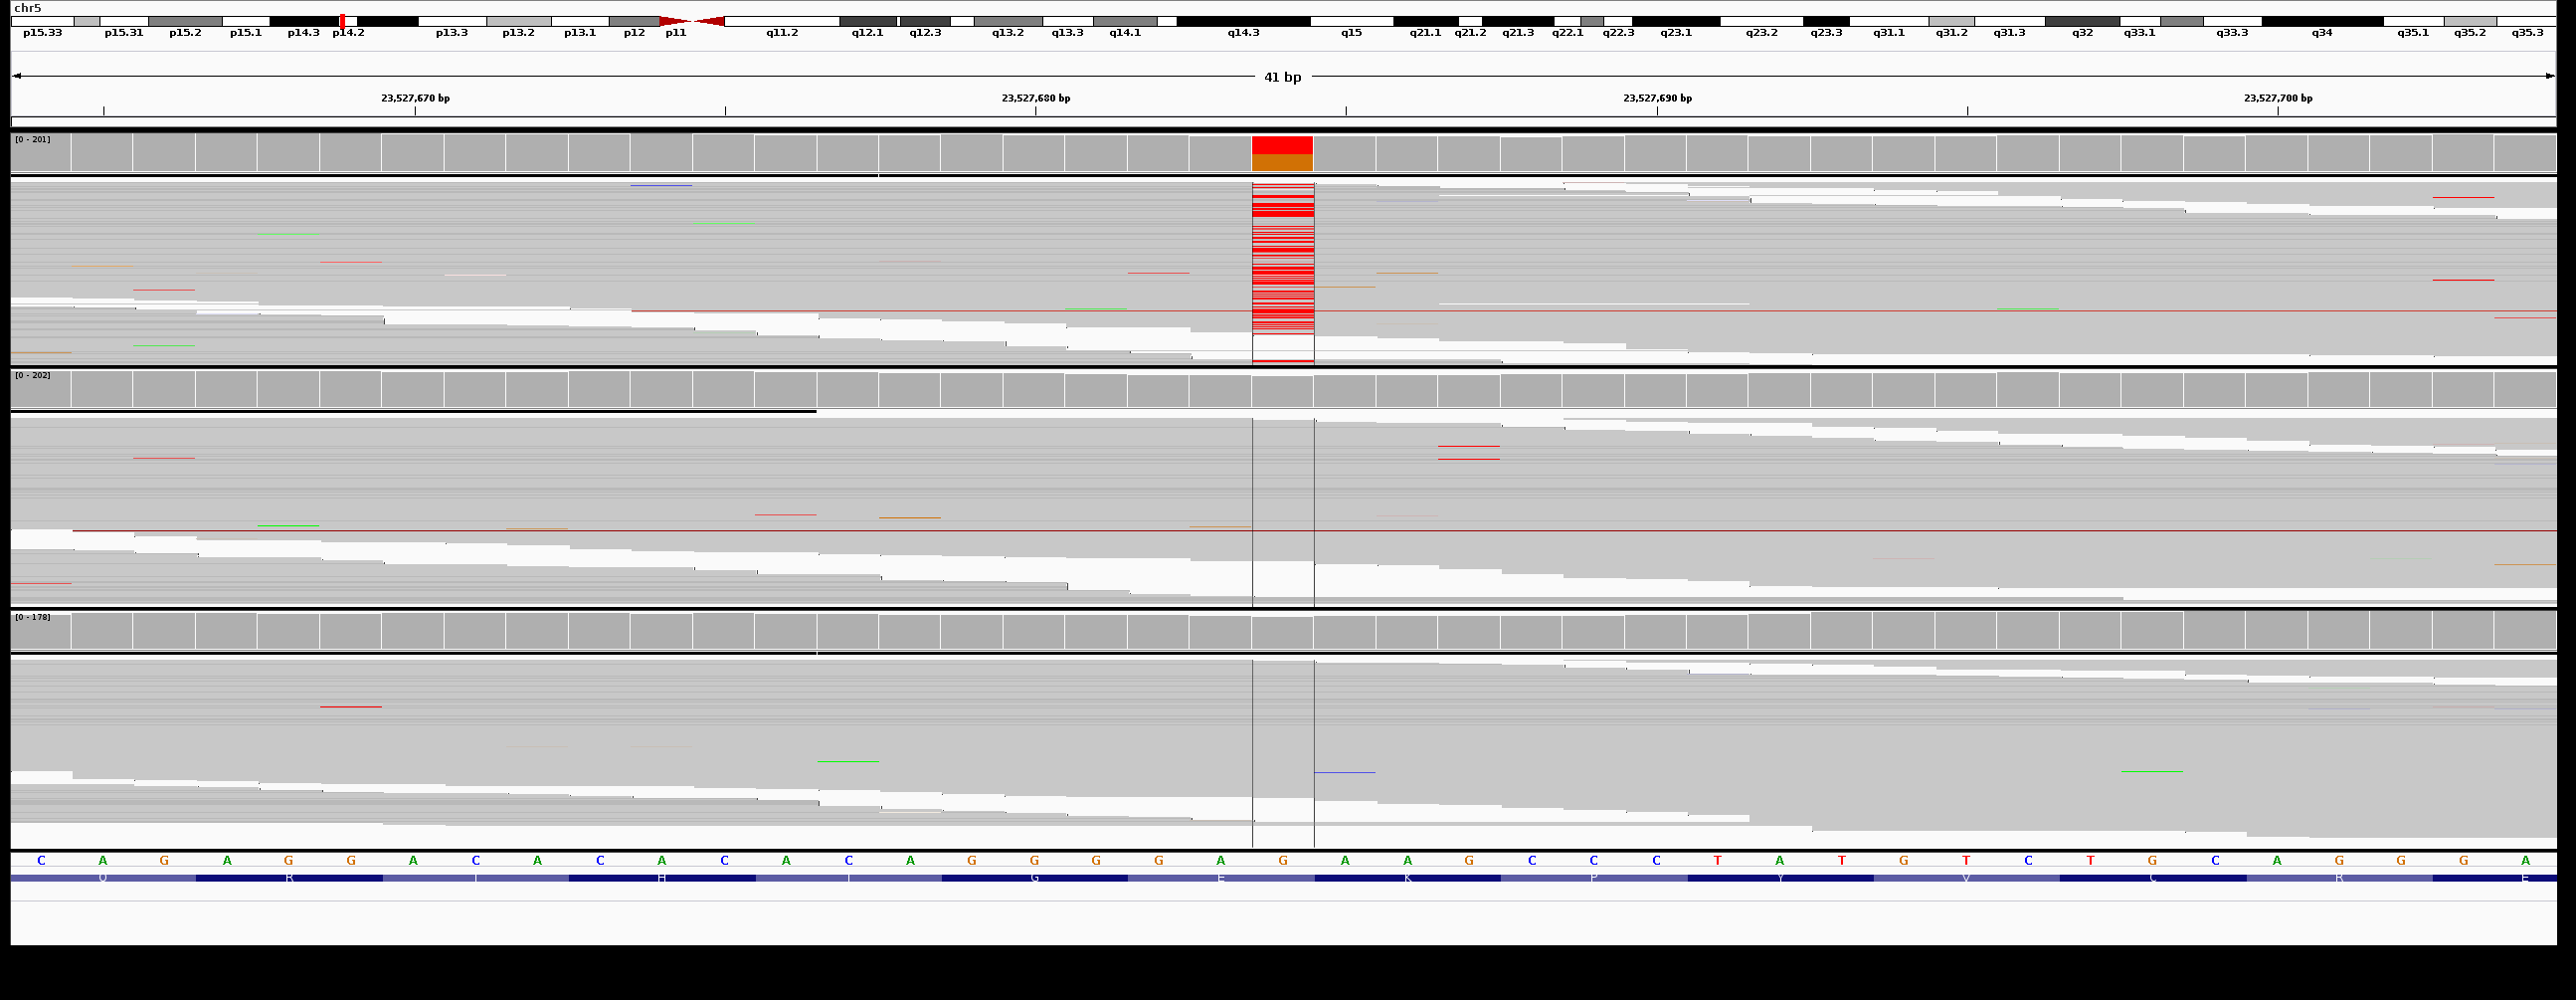 chr5
p15.33 p15.31 p15.2 p15.1 p14.3 p14.2 p13.3 p13.2 p13.1 p12 p11 q11.2 q12.1 q12.3 q13.2 q13.3 q14.1 q14.3 q15 q21.1 q21.2 q21.3 q22.1 q22.3 q23.1 q23.2 q23.3 q31.1 q31.2 q31.3 q32 q33.1 q33.3 q34 q35.1 q35.2 q35.3
41 bp
23,527,670 bp 23,527,680 bp 23,527,690 bp 23,527,700 bp
[0 - 201]
[0 - 202]
[0 - 178]
C A G A G G A C A C A C A C A G G G G A G A A G C C C T A T G T C T G C A G G G A
Q R T H T G E K P Y V C R E